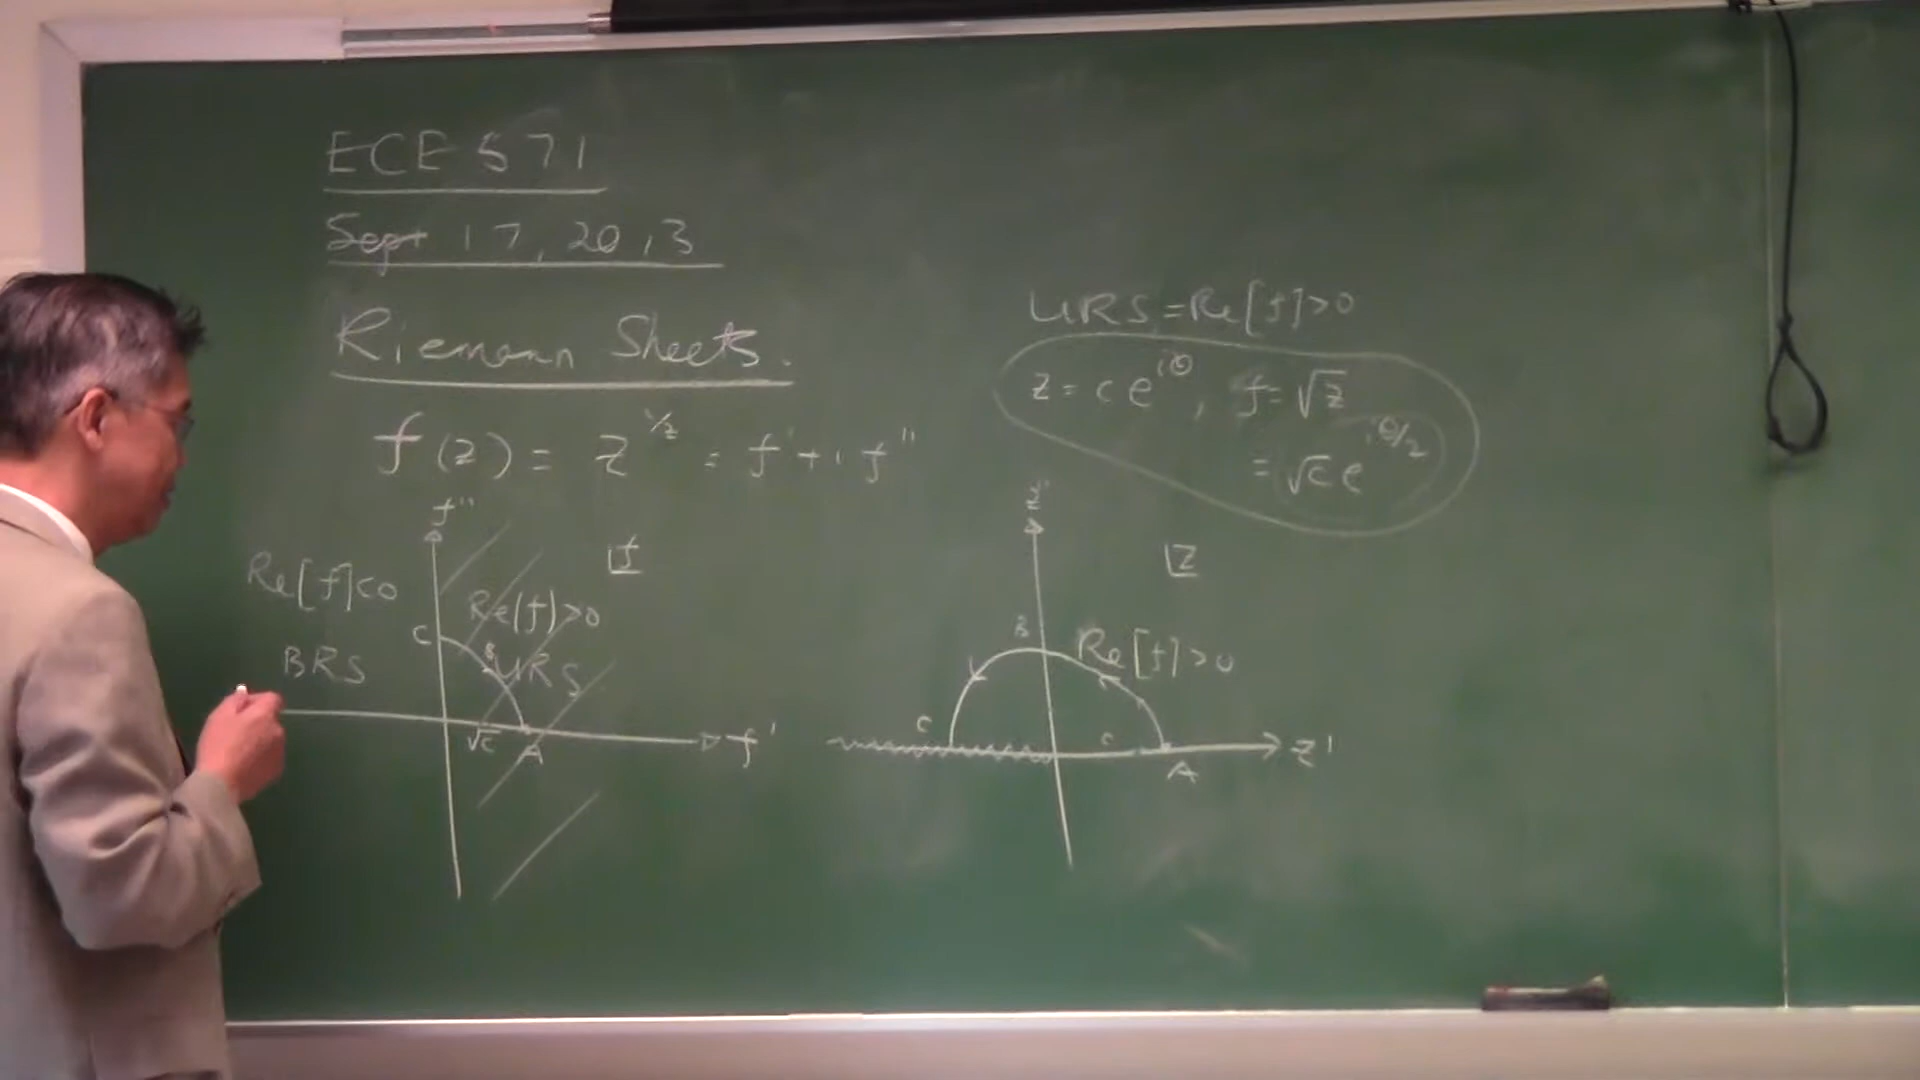 ECE 571
Sept 17, 2013
Riemann Sheets.
f(z) = z^{1/2} = f' + i f''
f''
f
Re[f]<0
Re(f)>0
C
B
BRS
URS
√c
A
f'
URS = Re[f]>0
z = c e^{iθ}, f = √z
= √c e^{iθ/2}
z
B
Re[f]>0
C
c
z'
A